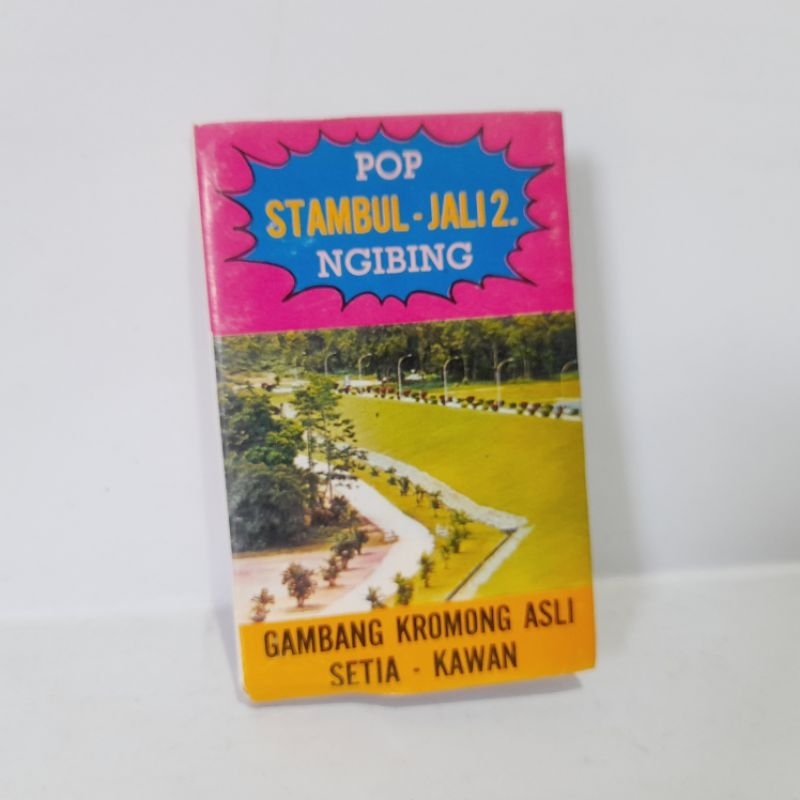 POP
STAMBUL - JALI 2.
NGIBING
GAMBANG KROMONG ASLI
SETIA - KAWAN